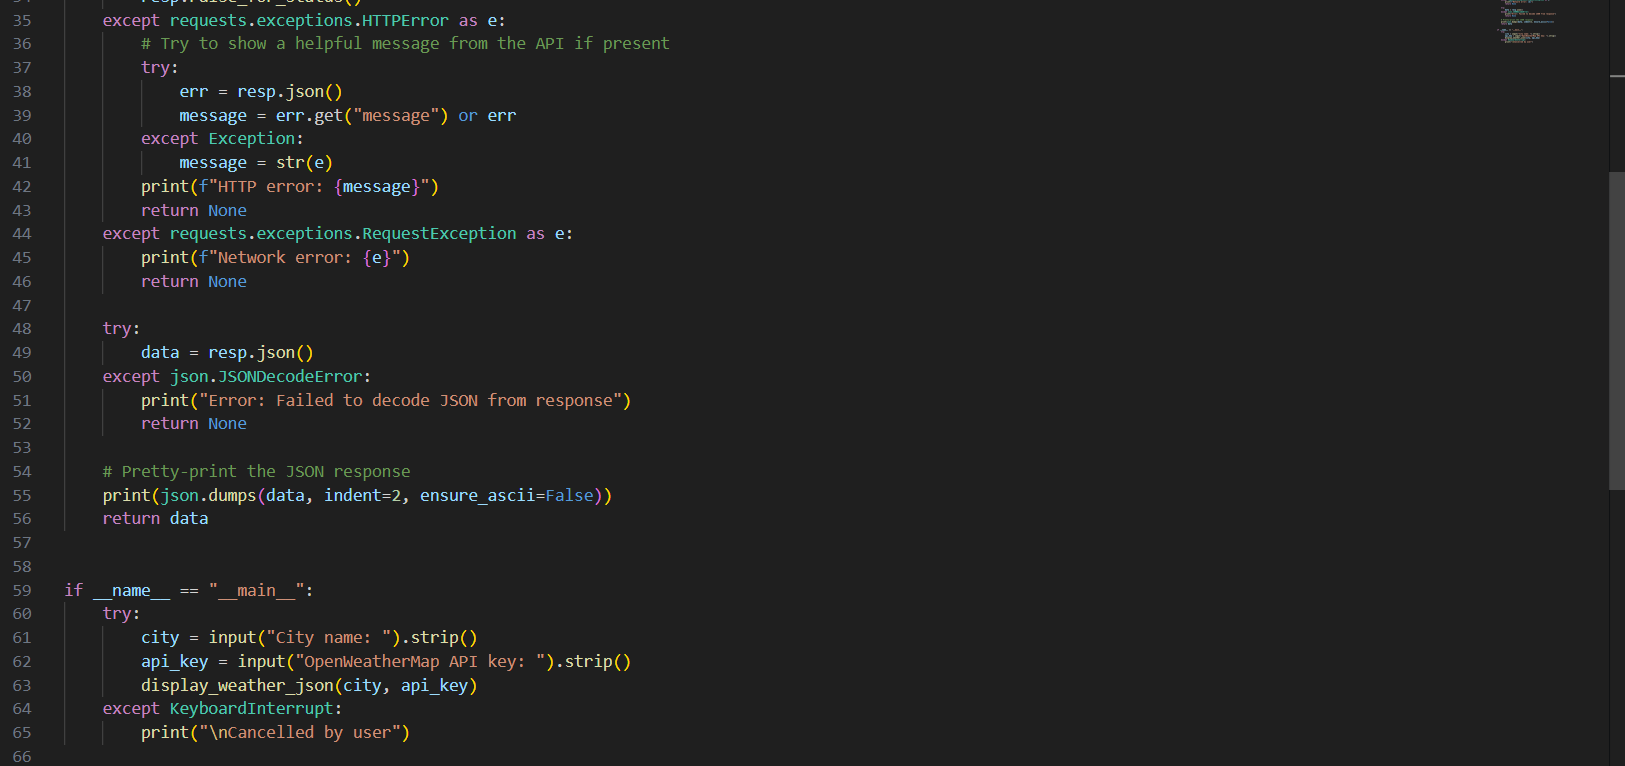 35 except requests.exceptions.HTTPError as e:
36 # Try to show a helpful message from the API if present
37 try:
38 err = resp.json()
39 message = err.get("message") or err
40 except Exception:
41 message = str(e)
42 print(f"HTTP error: {message}")
43 return None
44 except requests.exceptions.RequestException as e:
45 print(f"Network error: {e}")
46 return None
47
48 try:
49 data = resp.json()
50 except json.JSONDecodeError:
51 print("Error: Failed to decode JSON from response")
52 return None
53
54 # Pretty-print the JSON response
55 print(json.dumps(data, indent=2, ensure_ascii=False))
56 return data
57
58
59 if __name__ == "__main__":
60 try:
61 city = input("City name: ").strip()
62 api_key = input("OpenWeatherMap API key: ").strip()
63 display_weather_json(city, api_key)
64 except KeyboardInterrupt:
65 print("\nCancelled by user")
66